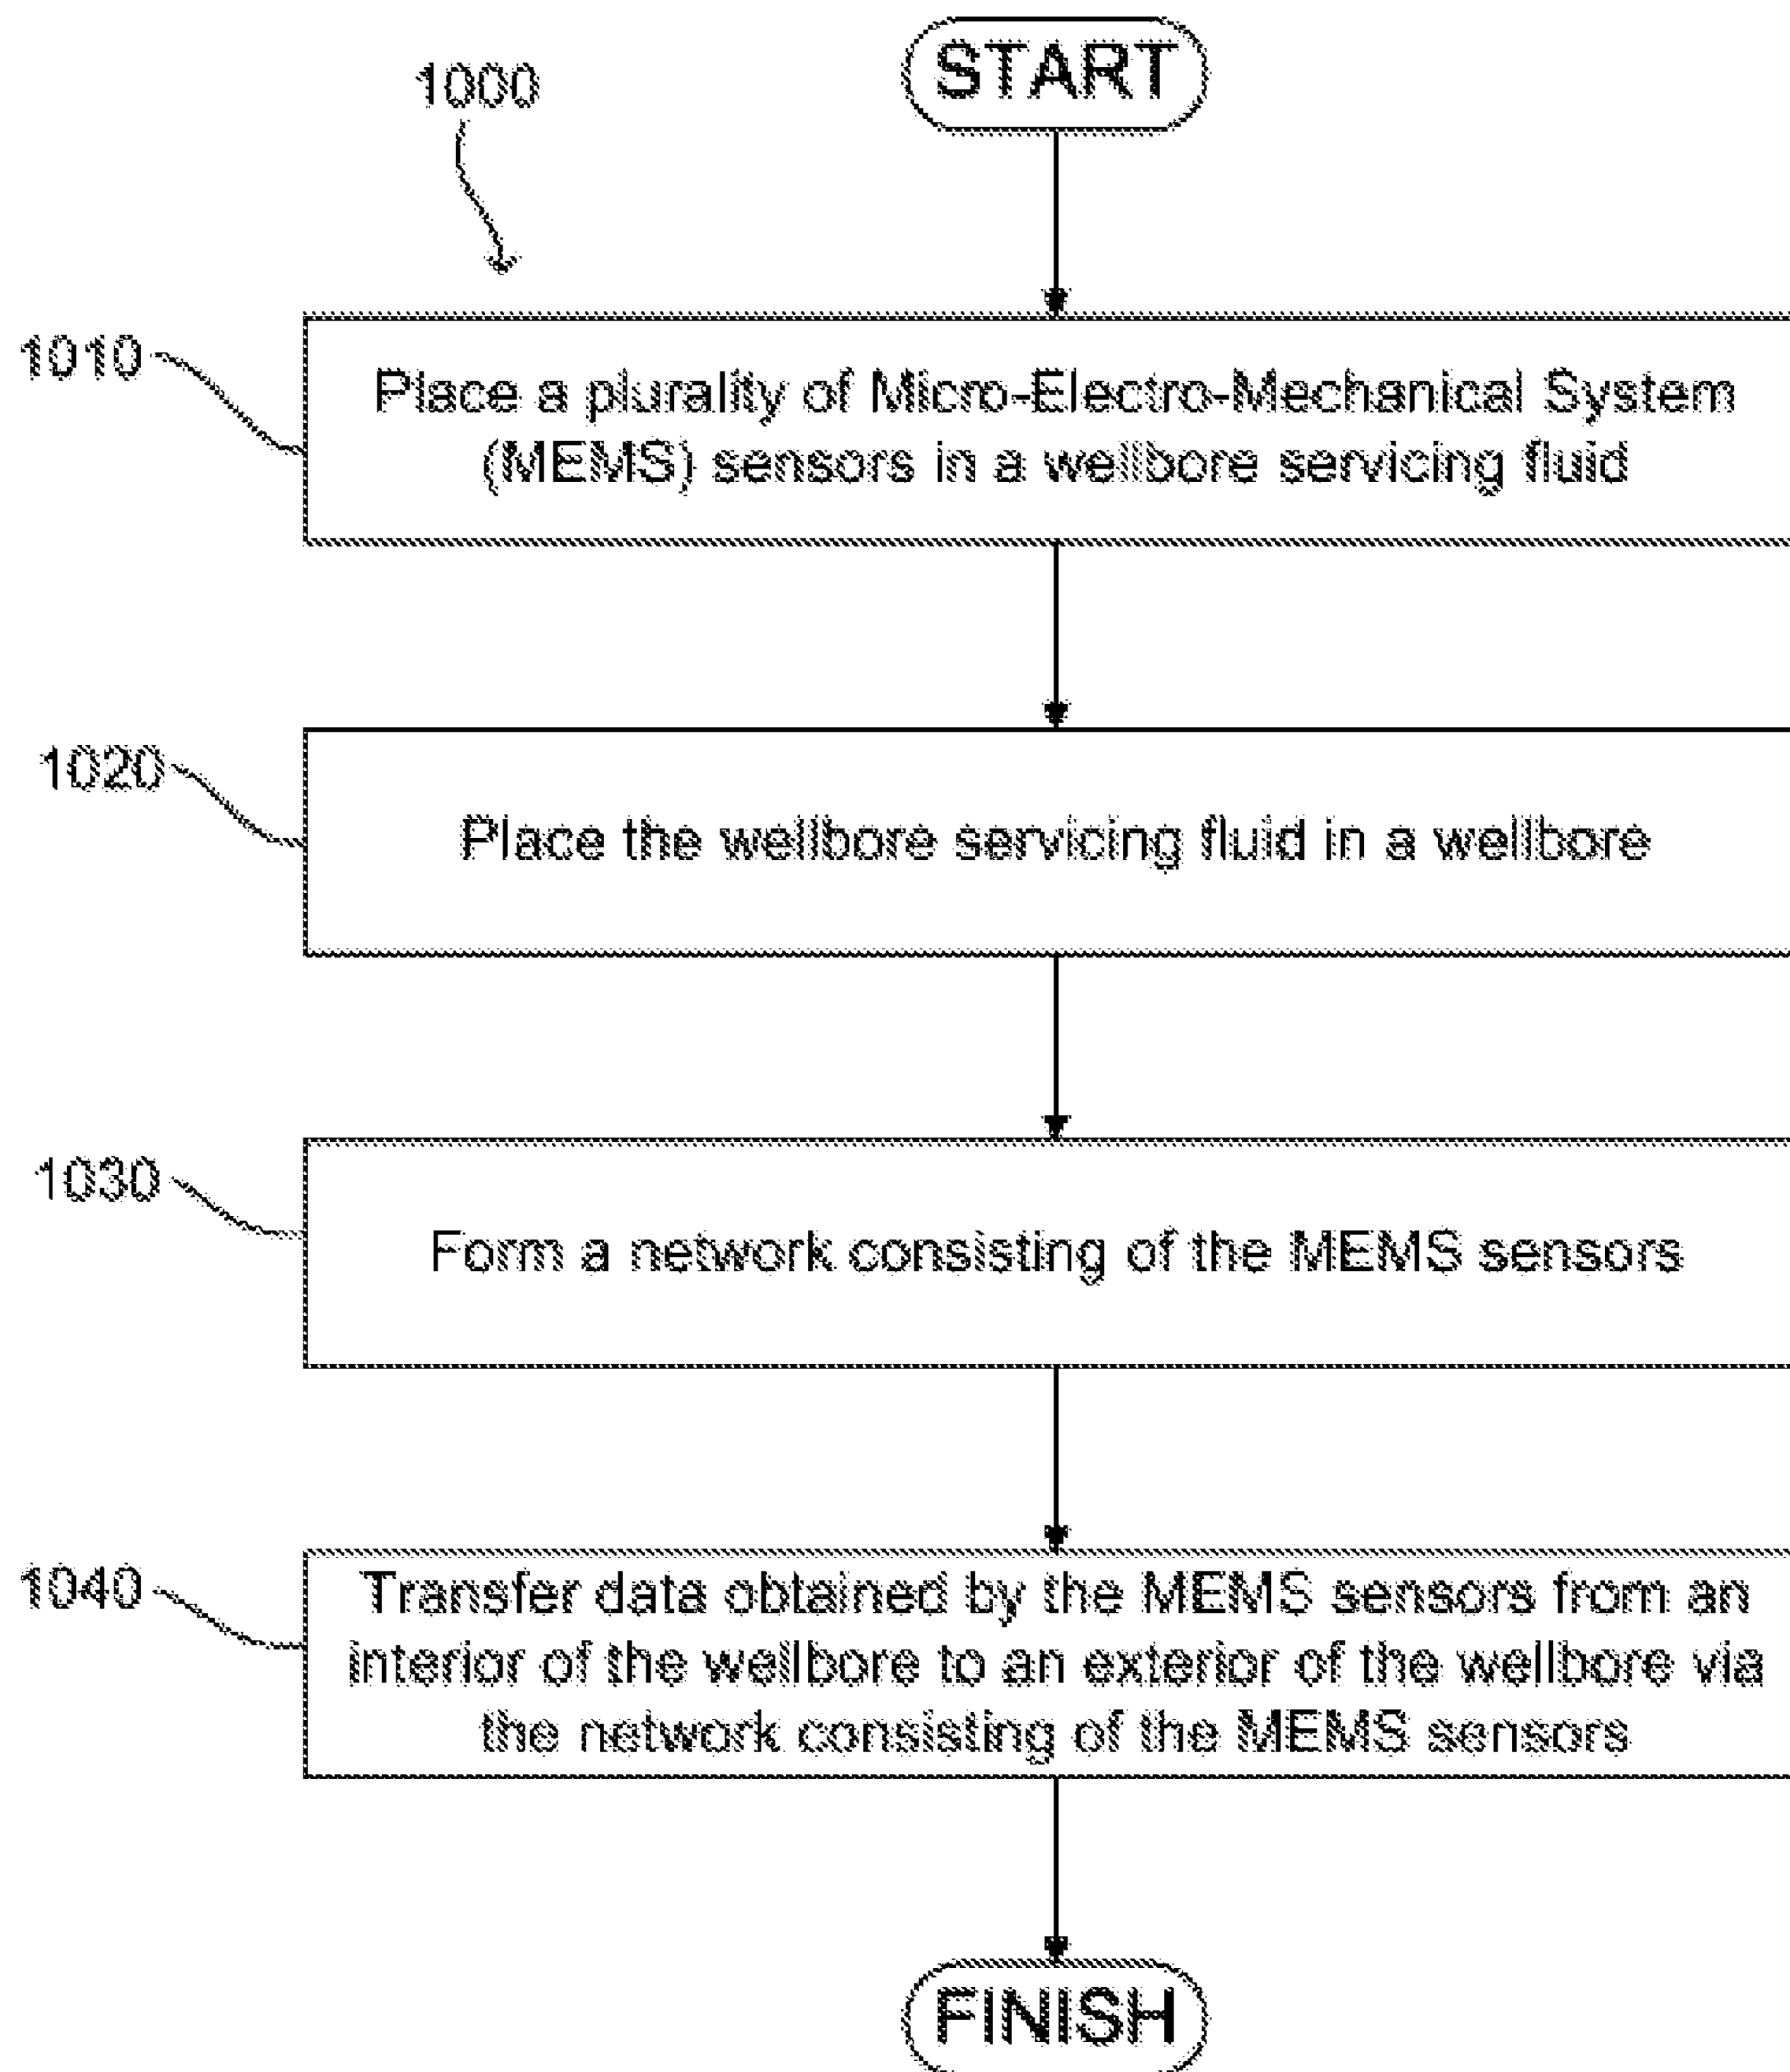 START
1000
1010
Place a plurality of Micro-Electro-Mechanical System
(MEMS) sensors in a wellbore servicing fluid
1020
Place the wellbore servicing fluid in a wellbore
1030
Form a network consisting of the MEMS sensors
1040
Transfer data obtained by the MEMS sensors from an
interior of the wellbore to an exterior of the wellbore via
the network consisting of the MEMS sensors
FINISH